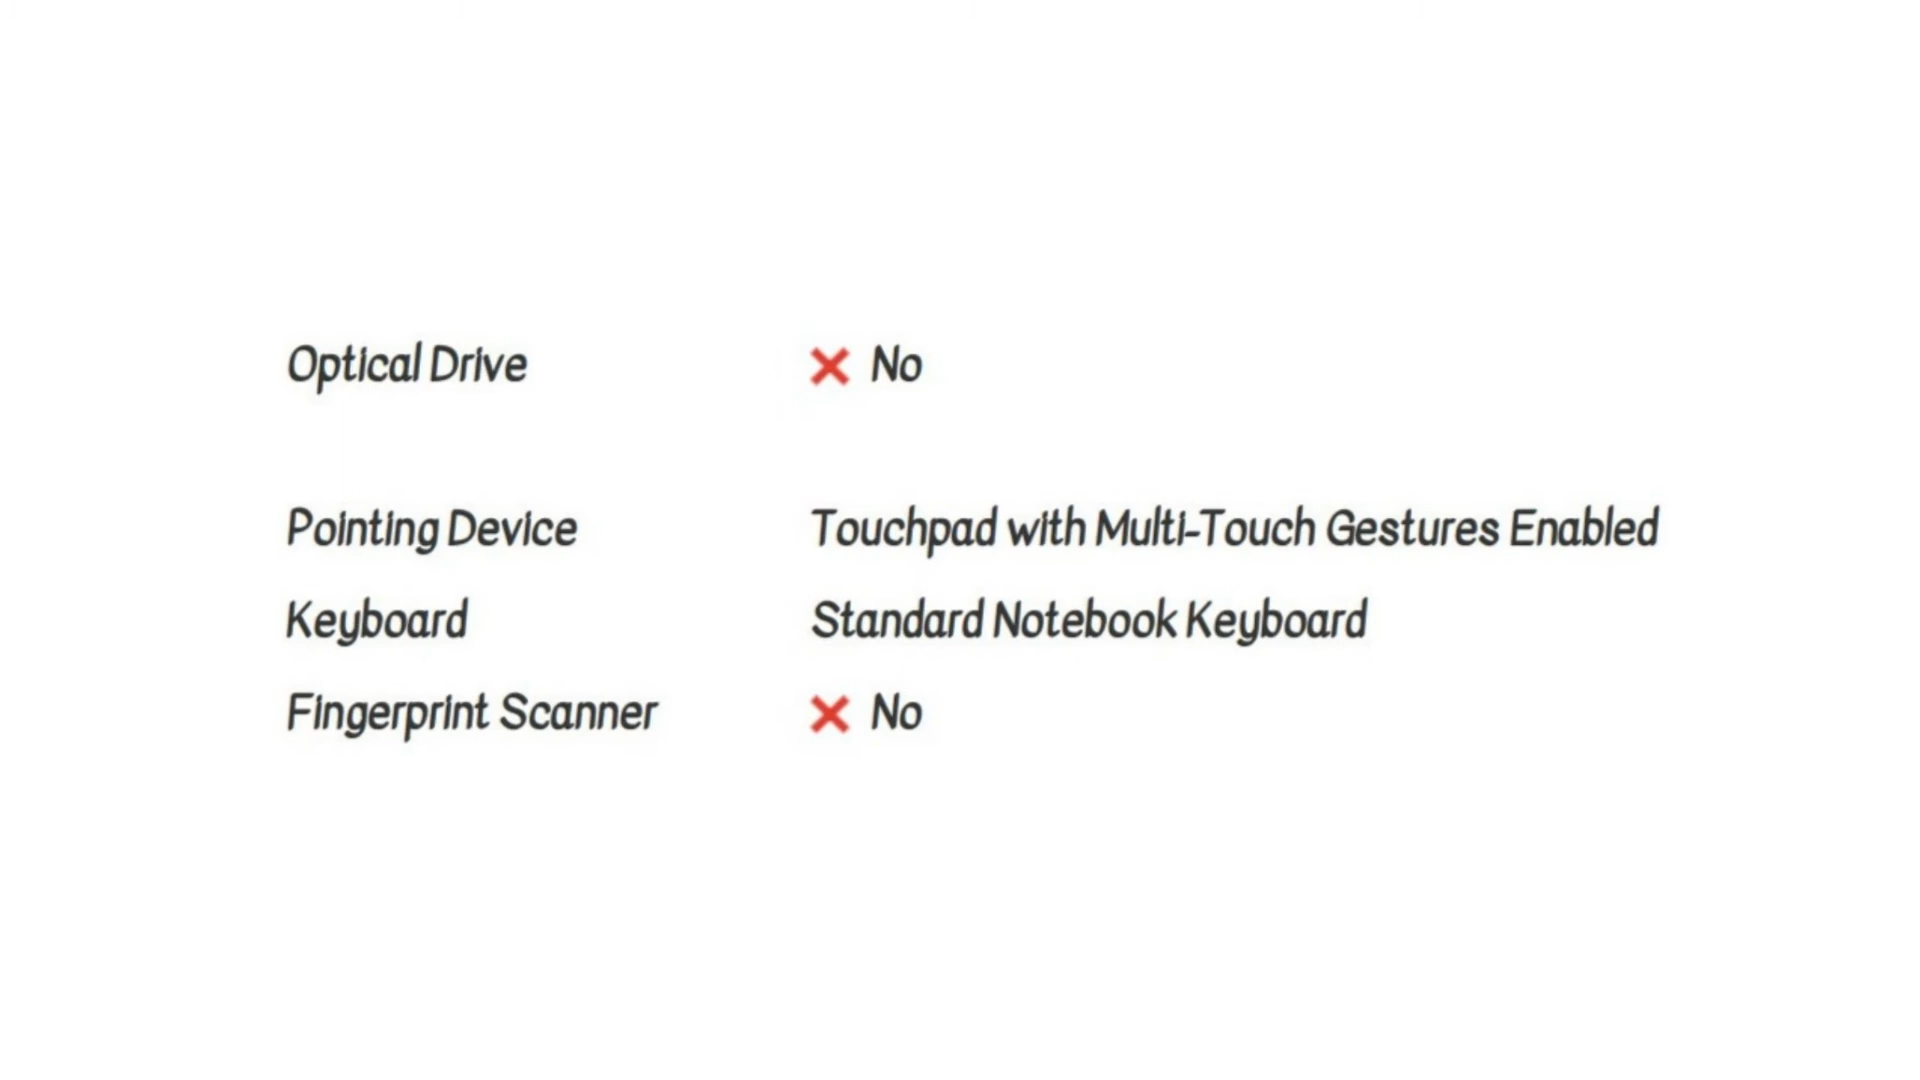 Optical Drive ❌ No
Pointing Device Touchpad with Multi-Touch Gestures Enabled
Keyboard Standard Notebook Keyboard
Fingerprint Scanner ❌ No